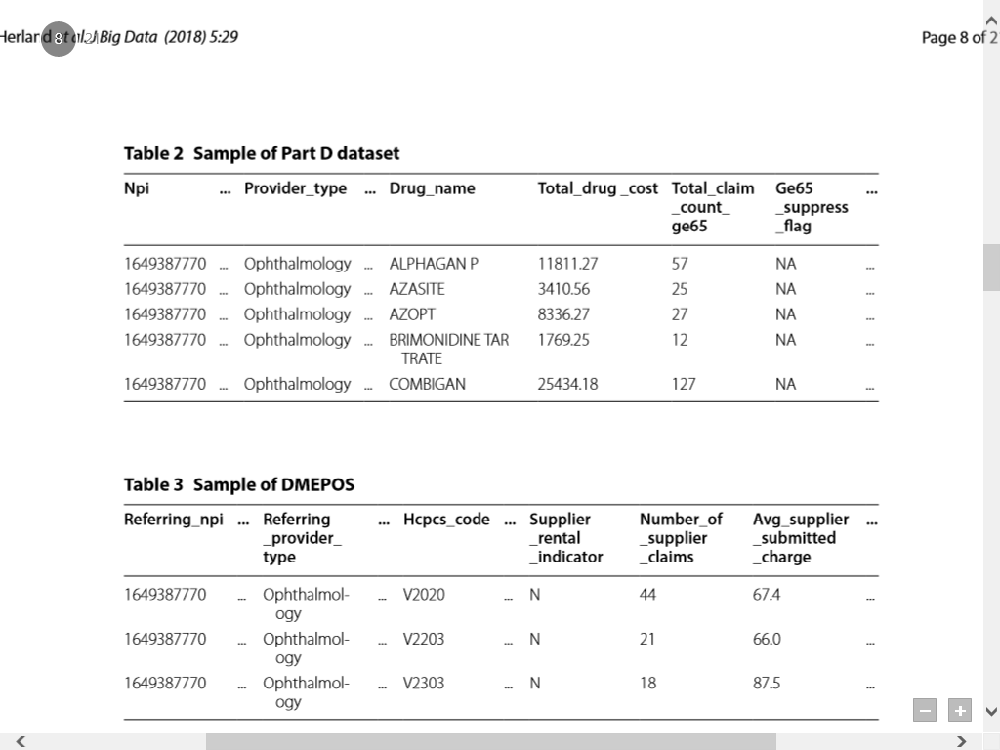 Herland et al. J Big Data (2018) 5:29
Page 8 of 2
8
Table 2 Sample of Part D dataset
Npi ... Provider_type ... Drug_name Total_drug _cost Total_claim _count_ ge65 Ge65 _suppress _flag ...
1649387770 ... Ophthalmology ... ALPHAGAN P 11811.27 57 NA ...
1649387770 ... Ophthalmology ... AZASITE 3410.56 25 NA ...
1649387770 ... Ophthalmology ... AZOPT 8336.27 27 NA ...
1649387770 ... Ophthalmology ... BRIMONIDINE TAR 1769.25 12 NA ...
TRATE
1649387770 ... Ophthalmology ... COMBIGAN 25434.18 127 NA ...
Table 3 Sample of DMEPOS
Referring_npi ... Referring _provider_ type ... Hcpcs_code ... Supplier _rental _indicator Number_of _supplier _claims Avg_supplier _submitted _charge ...
1649387770 ... Ophthalmol- ... V2020 ... N 44 67.4 ...
ogy
1649387770 ... Ophthalmol- ... V2203 ... N 21 66.0 ...
ogy
1649387770 ... Ophthalmol- ... V2303 ... N 18 87.5 ...
ogy